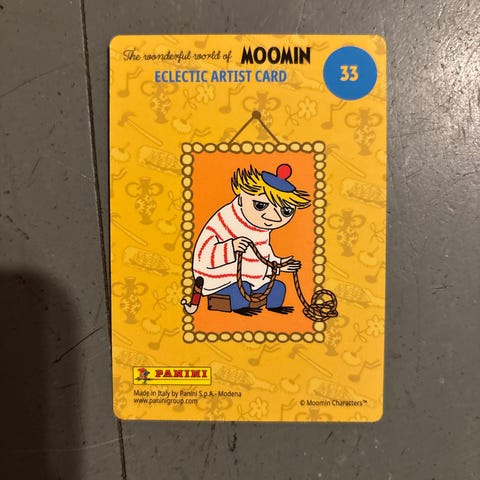 The wonderful world of MOOMIN
ECLECTIC ARTIST CARD
33
PANINI
Made in Italy by Panini S.p.A. - Modena
www.paninigroup.com
© Moomin Characters™